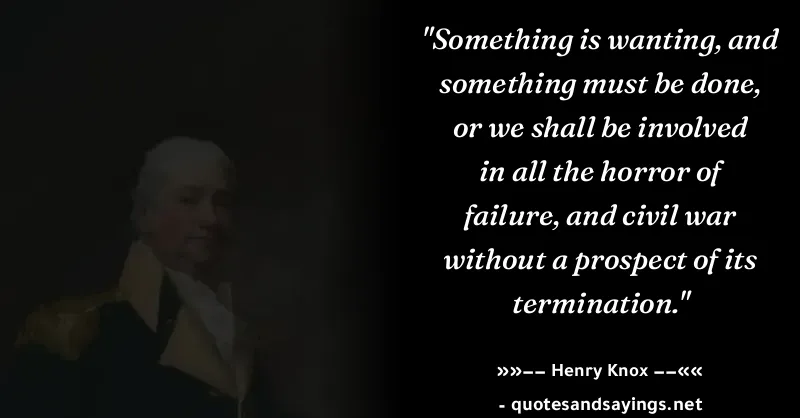 "Something is wanting, and
something must be done,
or we shall be involved
in all the horror of
failure, and civil war
without a prospect of its
termination."
»»−− Henry Knox −−««
- quotesandsayings.net